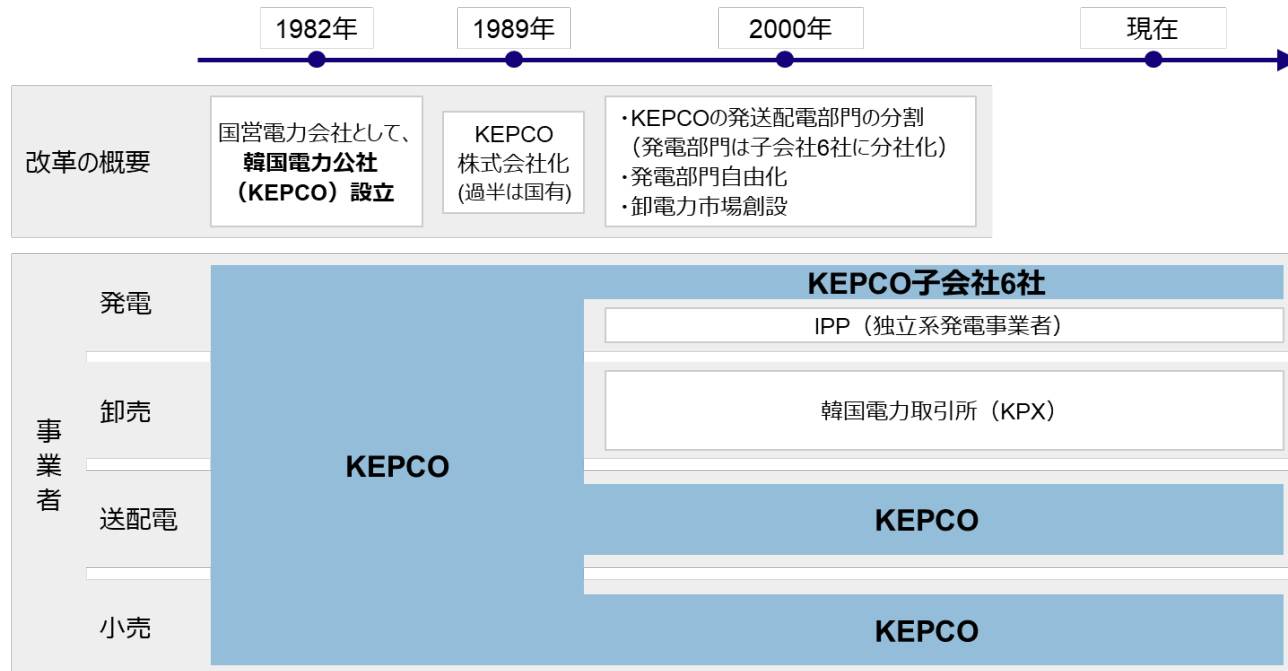 1982年
1989年
2000年
現在
改革の概要
国営電力会社として、
韓国電力公社
（KEPCO）設立
KEPCO
株式会社化
(過半は国有)
・KEPCOの発送配電部門の分割
（発電部門は子会社6社に分社化）
・発電部門自由化
・卸電力市場創設
事業者
発電
卸売
送配電
小売
KEPCO
KEPCO子会社6社
IPP（独立系発電事業者）
韓国電力取引所（KPX）
KEPCO
KEPCO